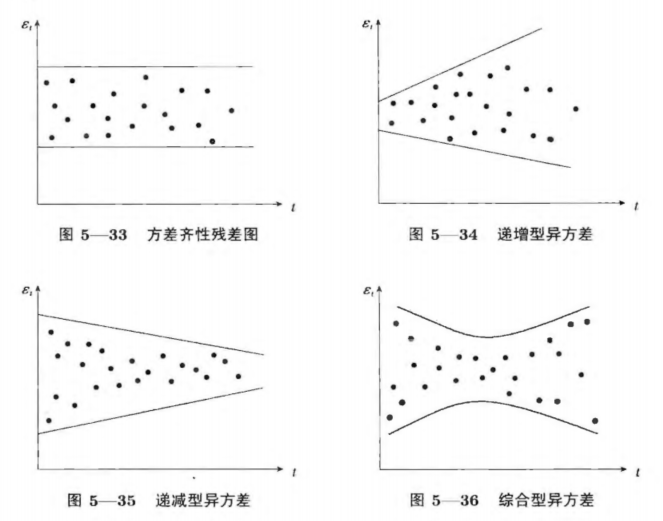 εt
t
图 5—33 方差齐性残差图
εt
t
图 5—34 递增型异方差
εt
t
图 5—35 递减型异方差
εt
t
图 5—36 综合型异方差